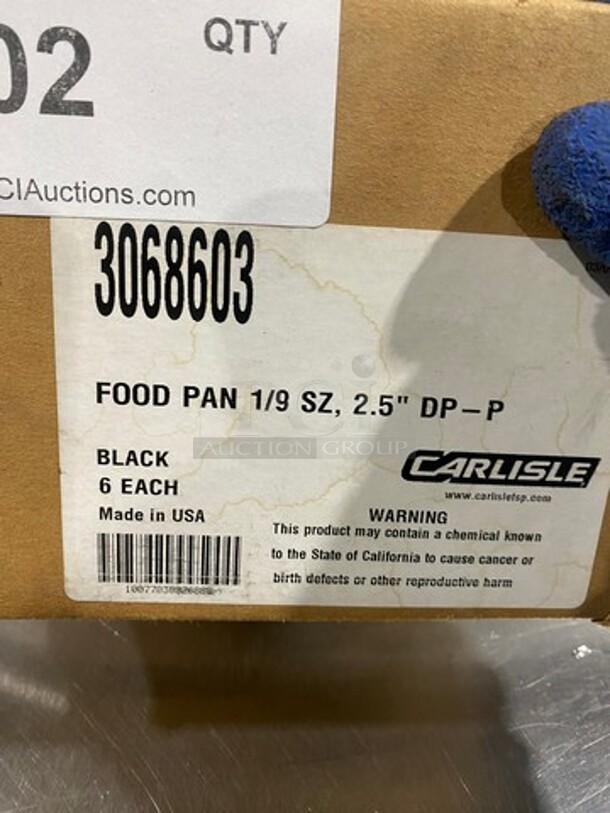 02
QTY
CIAuctions.com
3068603
FOOD PAN 1/9 SZ, 2.5" DP-P
AUCTION GROUP
BLACK
6 EACH
Made in USA
CARLISLE
www.carlislefsp.com
WARNING
This product may contain a chemical known
to the State of California to cause cancer or
birth defects or other reproductive harm